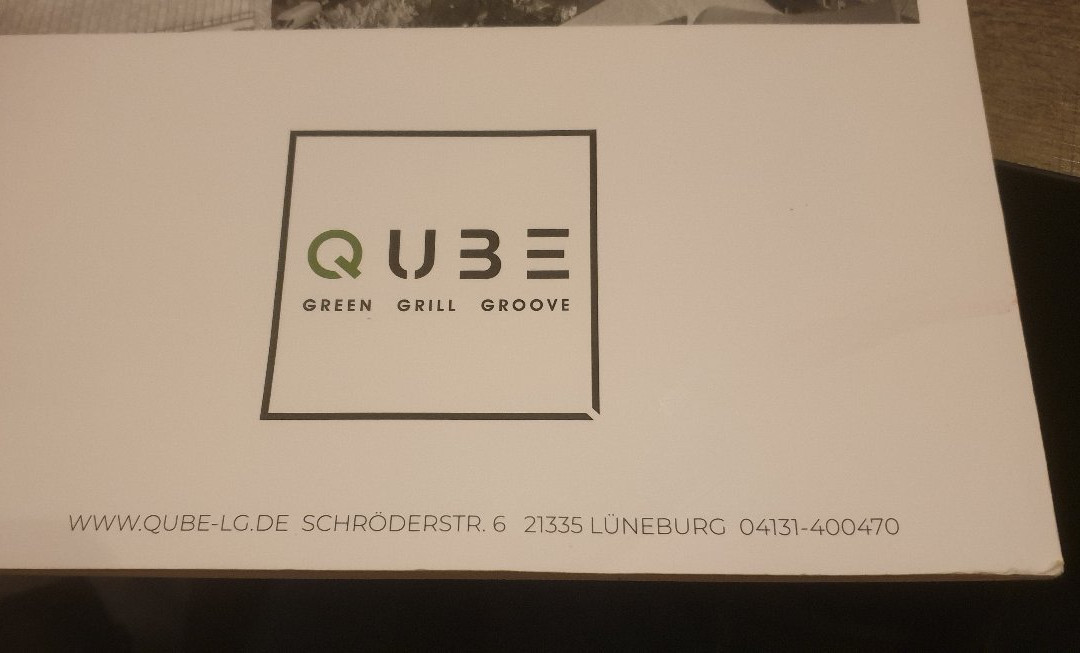 QUBE
GREEN GRILL GROOVE
WWW.QUBE-LG.DE SCHRÖDERSTR. 6 21335 LÜNEBURG 04131-400470